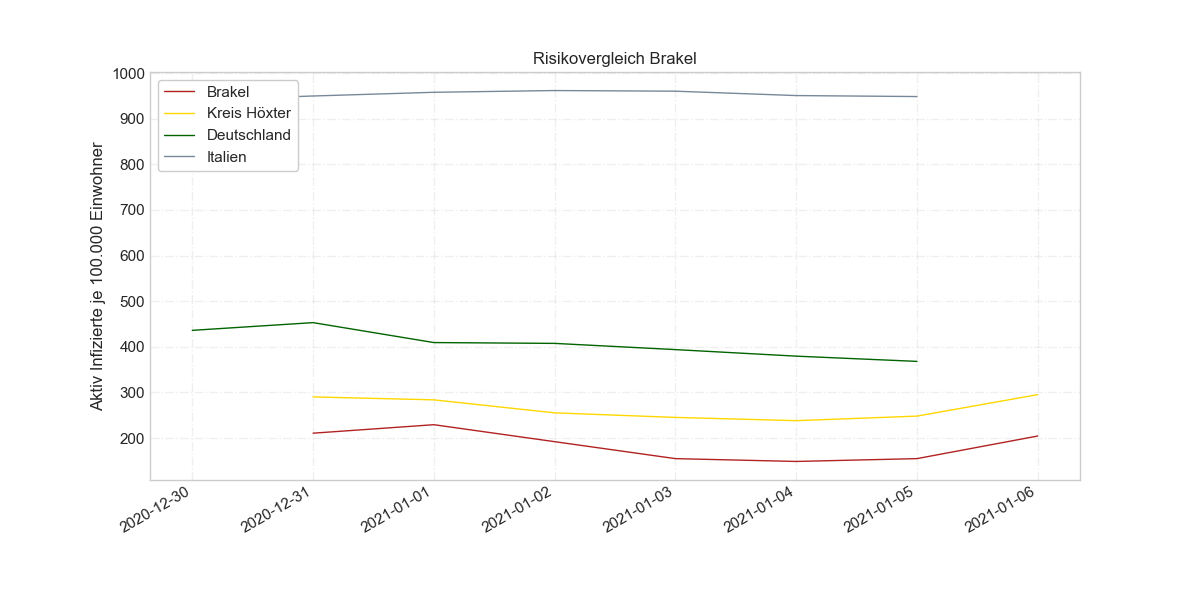 Risikovergleich Brakel
Aktiv Infizierte je 100.000 Einwohner
1000
900
800
700
600
500
400
300
200
Brakel
Kreis Höxter
Deutschland
Italien
2020-12-30
2020-12-31
2021-01-01
2021-01-02
2021-01-03
2021-01-04
2021-01-05
2021-01-06